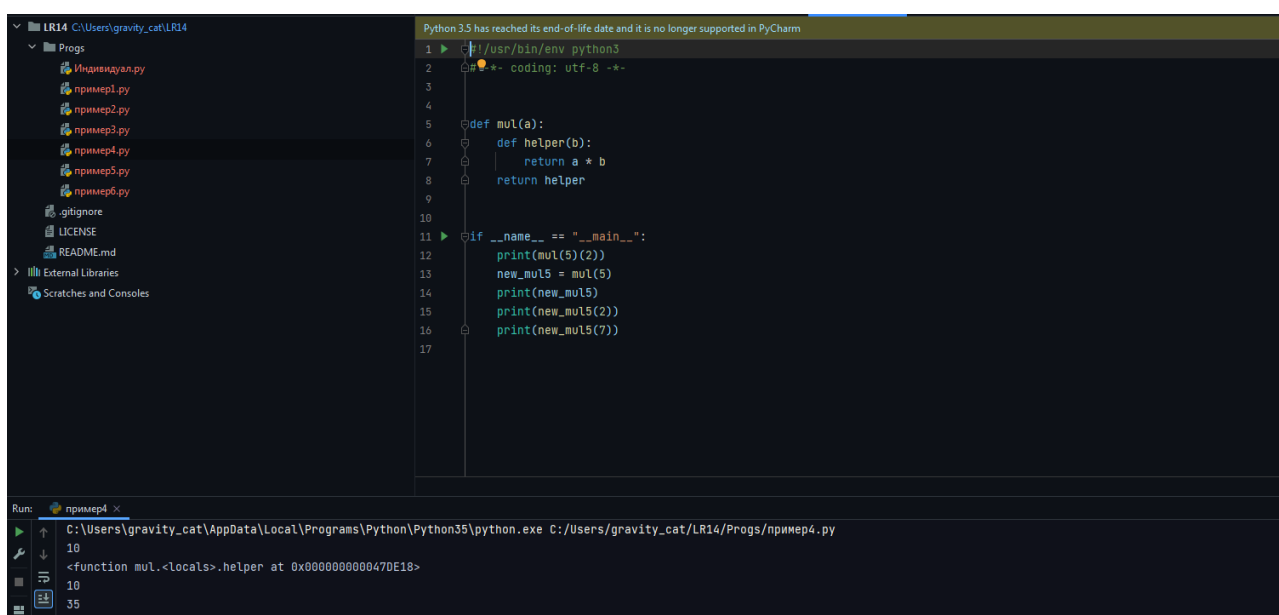 LR14 C:\Users\gravity_cat\LR14
Progs
Индивидуал.py
пример1.py
пример2.py
пример3.py
пример4.py
пример5.py
пример6.py
.gitignore
LICENSE
README.md
External Libraries
Scratches and Consoles
Python 3.5 has reached its end-of-life date and it is no longer supported in PyCharm
1 #!/usr/bin/env python3
2 # -*- coding: utf-8 -*-
3
4
5 def mul(a):
6     def helper(b):
7         return a * b
8     return helper
9
10
11 if __name__ == "__main__":
12     print(mul(5)(2))
13     new_mul5 = mul(5)
14     print(new_mul5)
15     print(new_mul5(2))
16     print(new_mul5(7))
17
Run: пример4 ×
C:\Users\gravity_cat\AppData\Local\Programs\Python\Python35\python.exe C:/Users/gravity_cat/LR14/Progs/пример4.py
10
<function mul.<locals>.helper at 0x000000000047DE18>
10
35